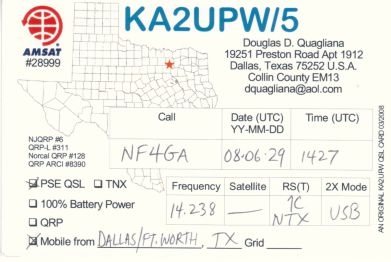 KA2UPW/5
AMSAT
#28999
Douglas D. Quagliana
19251 Preston Road Apt 1912
Dallas, Texas 75252 U.S.A.
Collin County EM13
dquagliana@aol.com
NJQRP #6
QRP-L #311
Norcal QRP #128
QRP ARCI #8390
Call Date (UTC) Time (UTC)
YY-MM-DD
NF4GA 08-06-29 1427
PSE QSL TNX
100% Battery Power
QRP
Mobile from DALLAS/FT. WORTH, TX Grid
Frequency Satellite RS(T) 2X Mode
14.238 — NTX USB
AN ORIGINAL KA2UPW QSL CARD 03/2008